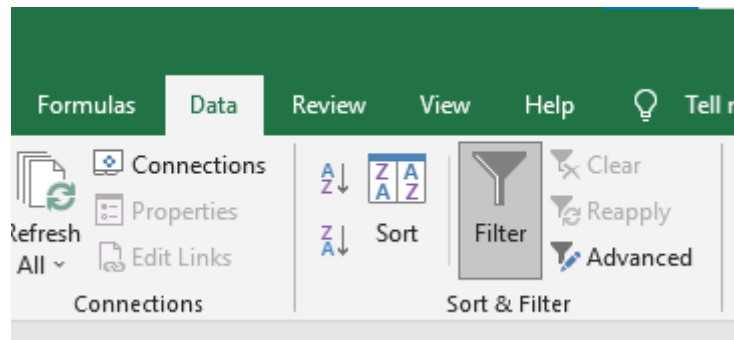 Formulas Data Review View Help Tell
Connections
Properties
Edit Links
Refresh
All
Connections
A
Z
Z
A
Z A
A Z
Sort
Filter
Clear
Reapply
Advanced
Sort & Filter